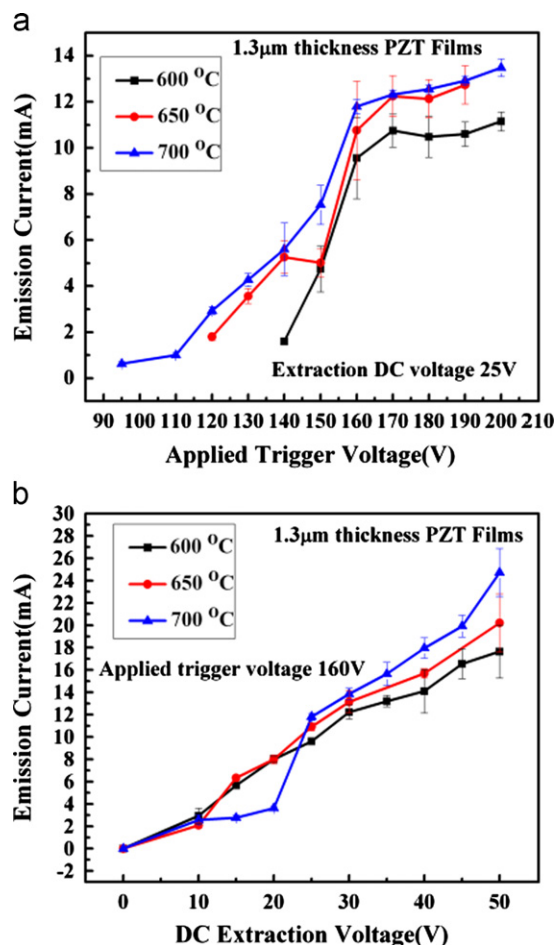 a
1.3μm thickness PZT Films
600 °C
650 °C
700 °C
Extraction DC voltage 25V
Emission Current(mA)
14
12
10
8
6
4
2
0
90 100 110 120 130 140 150 160 170 180 190 200 210
Applied Trigger Voltage(V)
b
1.3μm thickness PZT Films
600 °C
650 °C
700 °C
Applied trigger voltage 160V
Emission Current(mA)
30
28
26
24
22
20
18
16
14
12
10
8
6
4
2
0
-2
0 10 20 30 40 50
DC Extraction Voltage(V)